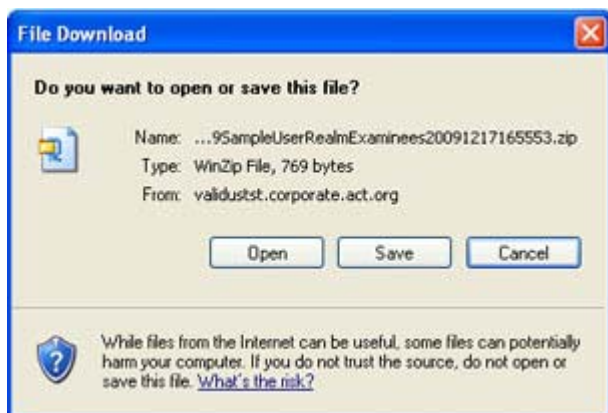 File Download
Do you want to open or save this file?
Name: ...9SampleUserRealmExaminees20091217165553.zip
Type: WinZip File, 769 bytes
From: validustst.corporate.act.org
Open Save Cancel
While files from the Internet can be useful, some files can potentially
harm your computer. If you do not trust the source, do not open or
save this file. What's the risk?